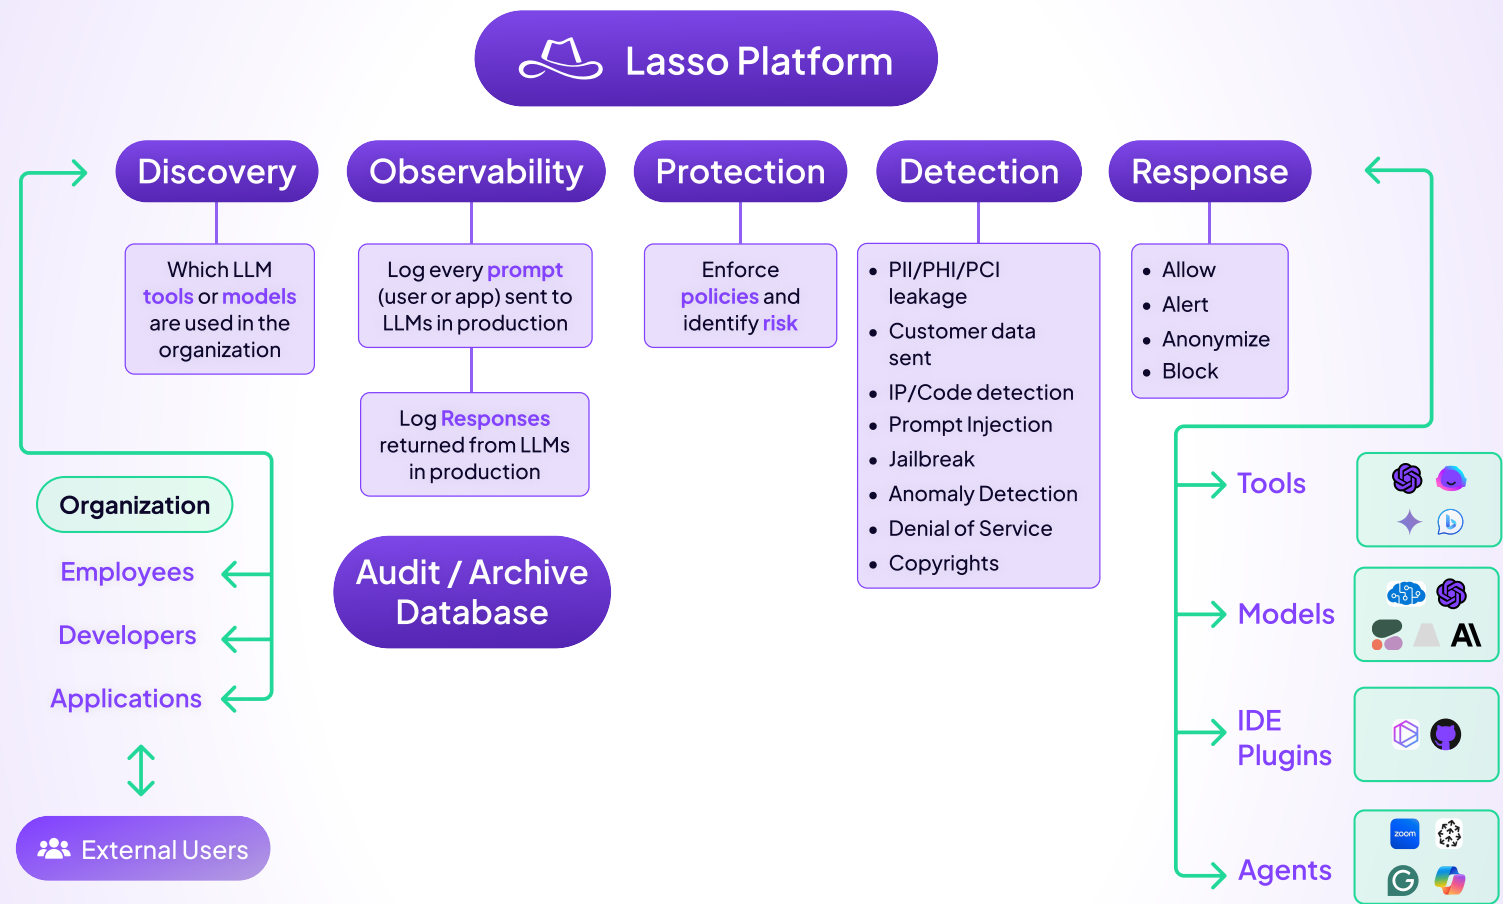 Lasso Platform
Discovery
Observability
Protection
Detection
Response
Which LLM
tools or models
are used in the
organization
Log every prompt
(user or app) sent to
LLMs in production
Log Responses
returned from LLMs
in production
Audit / Archive
Database
Enforce
policies and
identify risk
• PII/PHI/PCI
leakage
• Customer data
sent
• IP/Code detection
• Prompt Injection
• Jailbreak
• Anomaly Detection
• Denial of Service
• Copyrights
• Allow
• Alert
• Anonymize
• Block
Organization
Employees
Developers
Applications
External Users
Tools
Models
IDE
Plugins
Agents
zoom